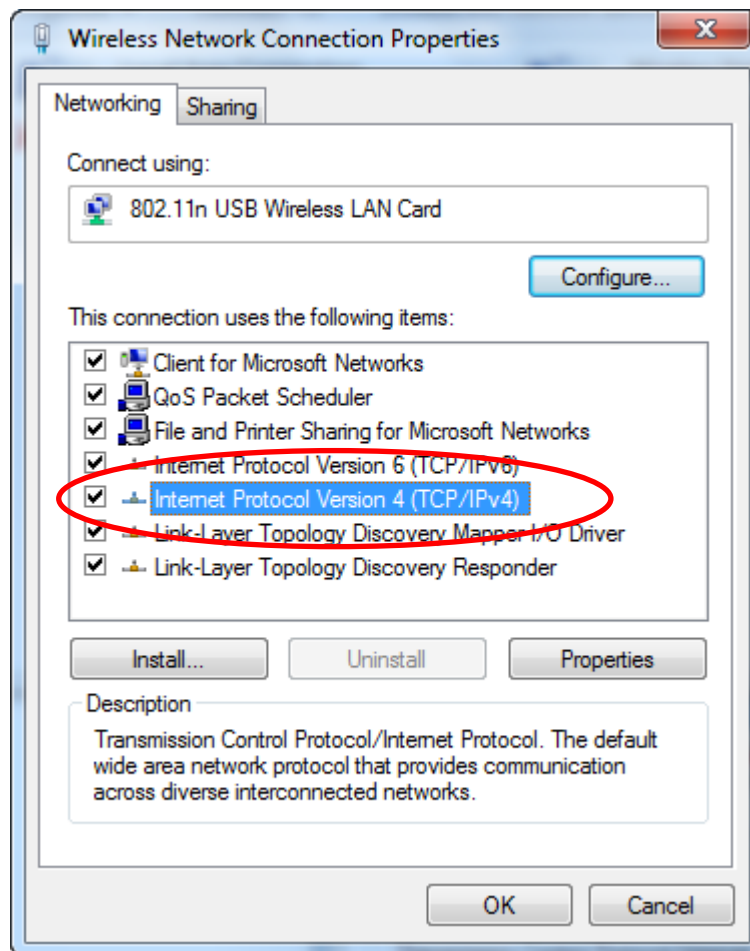 Wireless Network Connection Properties
Networking
Sharing
Connect using:
802.11n USB Wireless LAN Card
Configure...
This connection uses the following items:
Client for Microsoft Networks
QoS Packet Scheduler
File and Printer Sharing for Microsoft Networks
Internet Protocol Version 6 (TCP/IPv6)
Internet Protocol Version 4 (TCP/IPv4)
Link-Layer Topology Discovery Mapper I/O Driver
Link-Layer Topology Discovery Responder
Install...
Uninstall
Properties
Description
Transmission Control Protocol/Internet Protocol. The default
wide area network protocol that provides communication
across diverse interconnected networks.
OK
Cancel